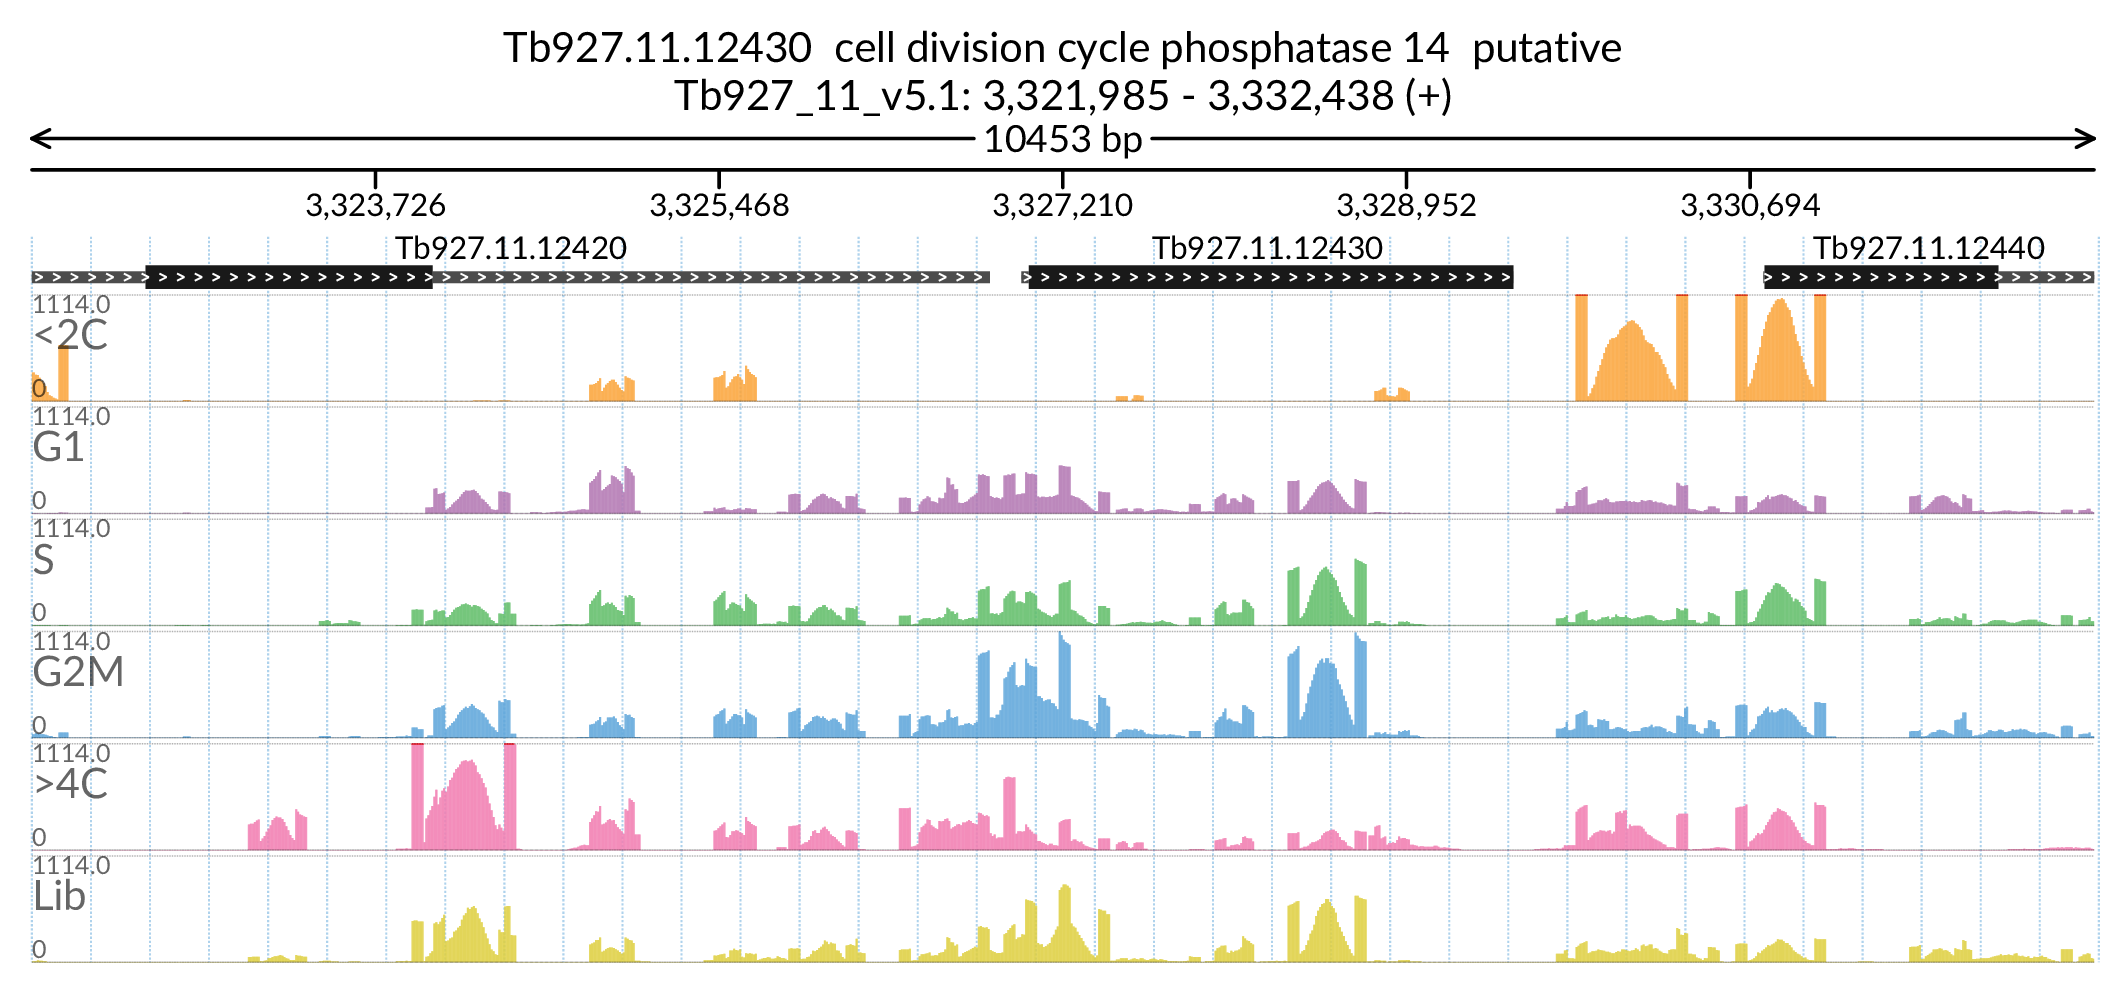 Tb927.11.12430  cell division cycle phosphatase 14  putative
Tb927_11_v5.1: 3,321,985 - 3,332,438 (+)
10453 bp
3,323,726 3,325,468 3,327,210 3,328,952 3,330,694
Tb927.11.12420 Tb927.11.12430 Tb927.11.12440
1114.0
<2C
0
1114.0
G1
0
1114.0
S
0
1114.0
G2M
0
1114.0
>4C
0
1114.0
Lib
0